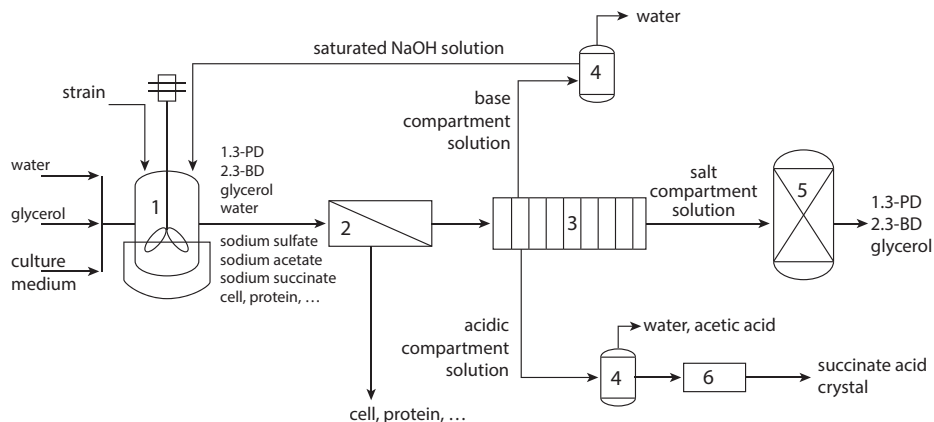 water
saturated NaOH solution
4
strain
base
compartment
solution
1.3-PD
2.3-BD
glycerol
water
water
glycerol
culture
medium
1
2
3
salt
compartment
solution
5
1.3-PD
2.3-BD
glycerol
sodium sulfate
sodium acetate
sodium succinate
cell, protein, ...
acidic
compartment
solution
water, acetic acid
4
6
succinate acid
crystal
cell, protein, ...